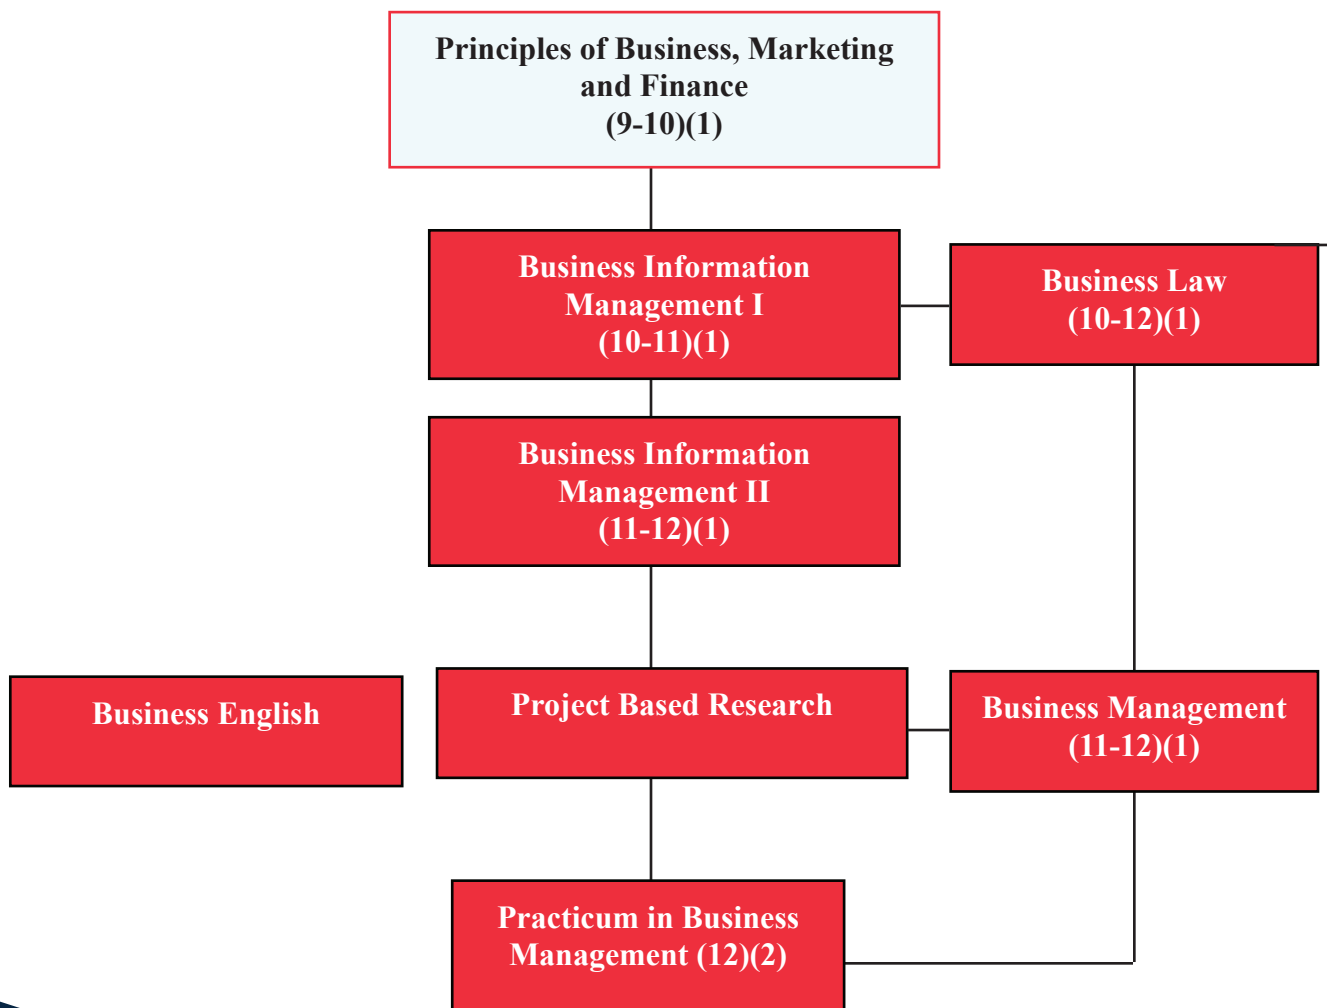 Principles of Business, Marketing
and Finance
(9-10)(1)
Business Information
Management I
(10-11)(1)
Business Law
(10-12)(1)
Business Information
Management II
(11-12)(1)
Business English
Project Based Research
Business Management
(11-12)(1)
Practicum in Business
Management (12)(2)